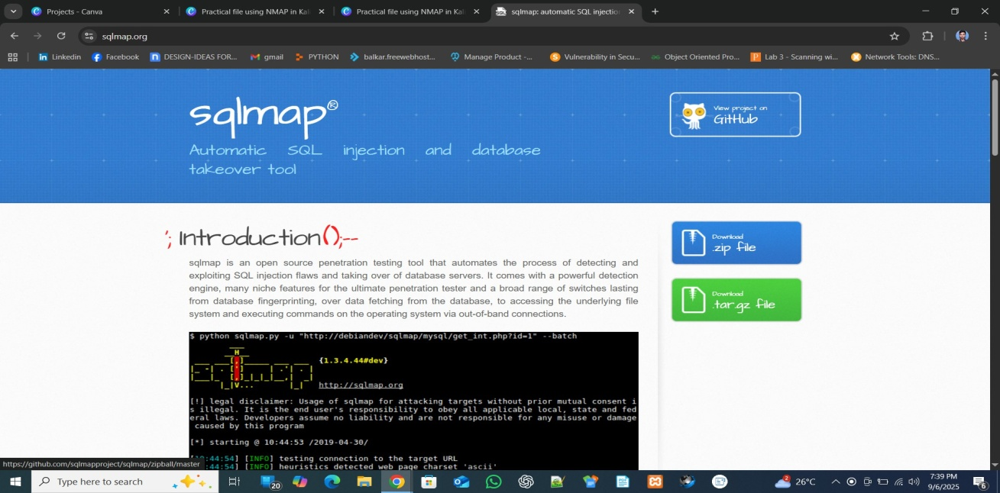 Projects - Canva
Practical file using NMAP in Kal
Practical file using NMAP in Kal
sqlmap: automatic SQL injectio
sqlmap.org
Linkedin
Facebook
DESIGN-IDEAS FOR...
gmail
PYTHON
balkar.freewebhost...
Manage Product -...
Vulnerability in Secu...
Object Oriented Pro...
Lab 3 - Scanning wi...
Network Tools: DNS...
sqlmap®
Automatic SQL injection and database
takeover tool
View project on
GitHub
'; Introduction();--
sqlmap is an open source penetration testing tool that automates the process of detecting and
exploiting SQL injection flaws and taking over of database servers. It comes with a powerful detection
engine, many niche features for the ultimate penetration tester and a broad range of switches lasting
from database fingerprinting, over data fetching from the database, to accessing the underlying file
system and executing commands on the operating system via out-of-band connections.
Download
.zip file
Download
.tar.gz file
$ python sqlmap.py -u "http://debiandev/sqlmap/mysql/get_int.php?id=1" --batch
{1.3.4.44#dev}
http://sqlmap.org
[!] legal disclaimer: Usage of sqlmap for attacking targets without prior mutual consent i
s illegal. It is the end user's responsibility to obey all applicable local, state and fed
eral laws. Developers assume no liability and are not responsible for any misuse or damage
caused by this program
[*] starting @ 10:44:53 /2019-04-30/
[10:44:54] [INFO] testing connection to the target URL
:44:54] [INFO] heuristics detected web page charset 'ascii'
https://github.com/sqlmapproject/sqlmap/zipball/master
Type here to search
20
2
26°C
7:39 PM
9/6/2025
6